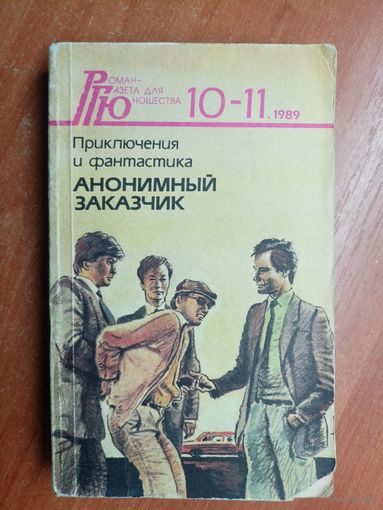 РОМАН-
ГАЗЕТА ДЛЯ
ЮНОШЕСТВА
10-11.1989
Приключения
и фантастика
АНОНИМНЫЙ
ЗАКАЗЧИК